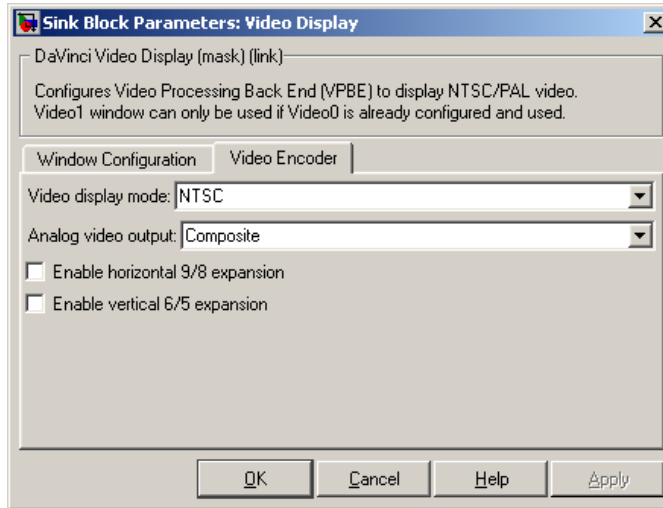 Sink Block Parameters: Video Display
DaVinci Video Display (mask) (link)
Configures Video Processing Back End (VPBE) to display NTSC/PAL video.
Video1 window can only be used if Video0 is already configured and used.
Window Configuration Video Encoder
Video display mode: NTSC
Analog video output: Composite
Enable horizontal 9/8 expansion
Enable vertical 6/5 expansion
OK Cancel Help Apply